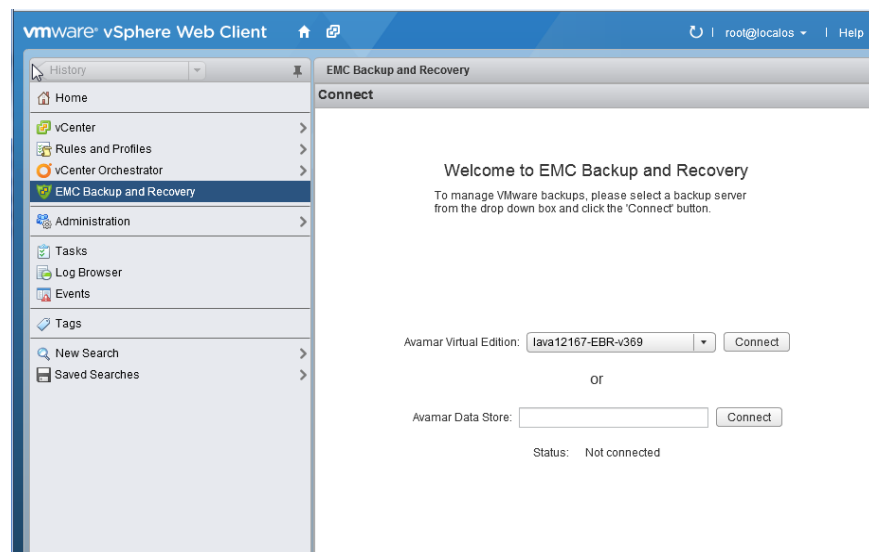 vmware® vSphere Web Client
root@localos
Help
History
Home
vCenter
Rules and Profiles
vCenter Orchestrator
EMC Backup and Recovery
Administration
Tasks
Log Browser
Events
Tags
New Search
Saved Searches
EMC Backup and Recovery
Connect
Welcome to EMC Backup and Recovery
To manage VMware backups, please select a backup server
from the drop down box and click the 'Connect' button.
Avamar Virtual Edition: lava12167-EBR-v369 Connect
or
Avamar Data Store: Connect
Status: Not connected